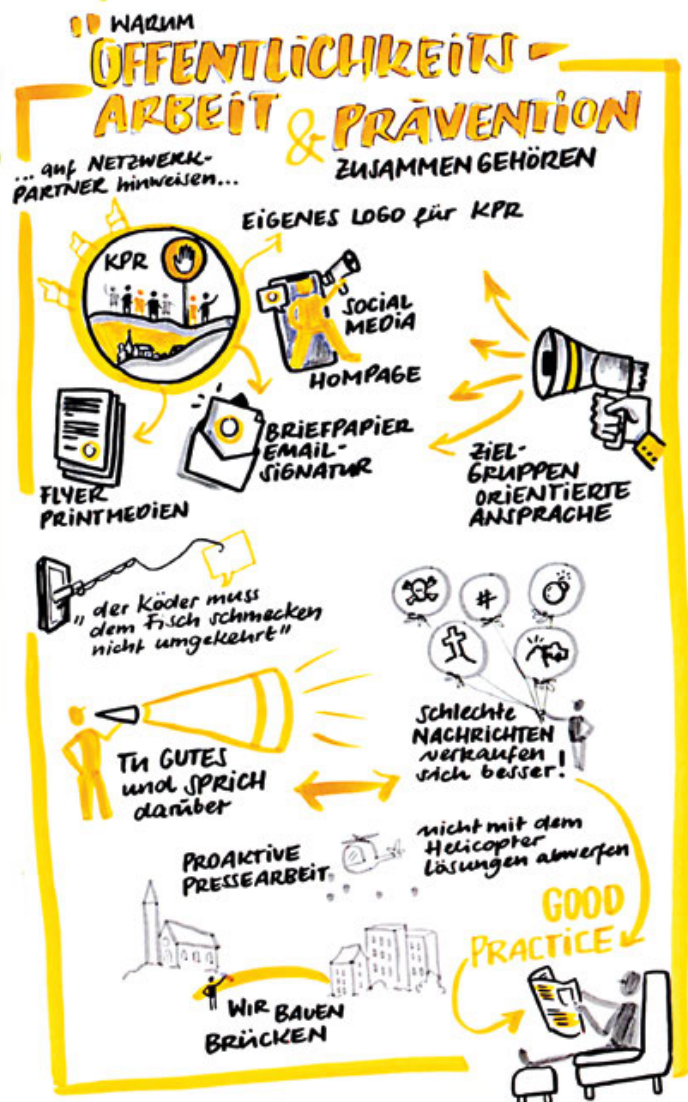 WARUM
ÖFFENTLICHKEITS-
ARBEIT
& PRÄVENTION
ZUSAMMEN GEHÖREN
... auf NETZWERK-
PARTNER hinweisen...
EIGENES LOGO für KPR
KPR
SOCIAL
MEDIA
HOMPAGE
BRIEFPAPIER
EMAIL-
SIGNATUR
FLYER
PRINTMEDIEN
ZIEL-
GRUPPEN
ORIENTIERTE
ANSPRACHE
„der Köder muss
dem Fisch schmecken
nicht umgekehrt"
#
Schlechte
NACHRICHTEN
verkaufen
sich besser!
Tu GUTES
und SPRICH
darüber
PROAKTIVE
PRESSEARBEIT
nicht mit dem
Helicopter
Lösungen abwerfen
GOOD
PRACTICE
WIR BAUEN
BRÜCKEN